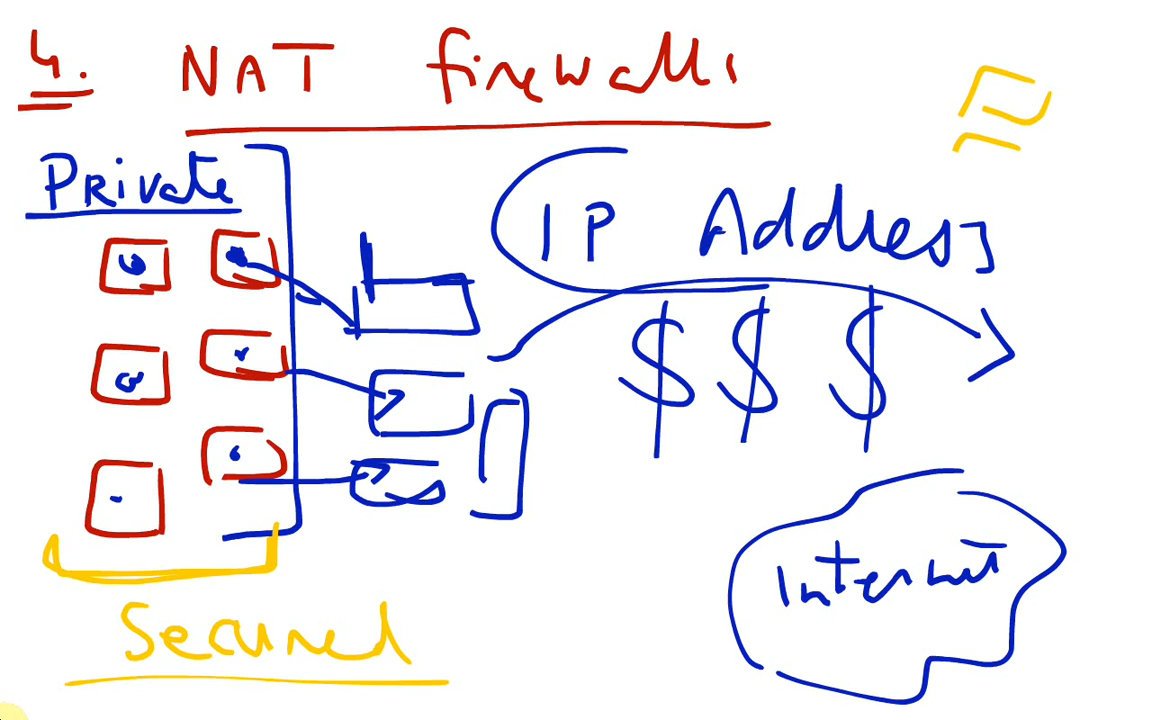 4. NAT firewalls
Private
IP Address
$ $ $
Internet
Secured